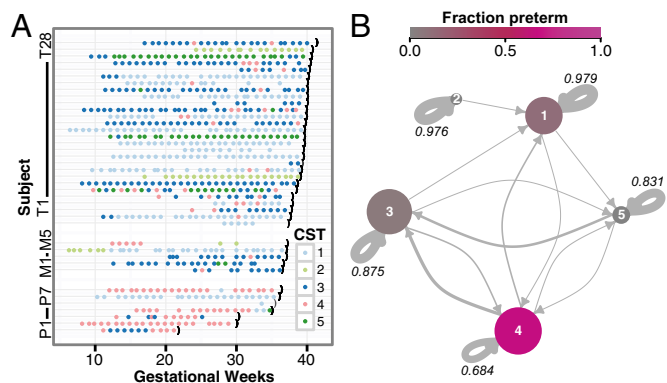 A
T28
T1
M1-M5
P1-P7
Subject
CST
1
2
3
4
5
10 20 30 40
Gestational Weeks
B
Fraction preterm
0.0 0.5 1.0
0.979
2
1
0.976
0.831
3
5
0.875
4
0.684